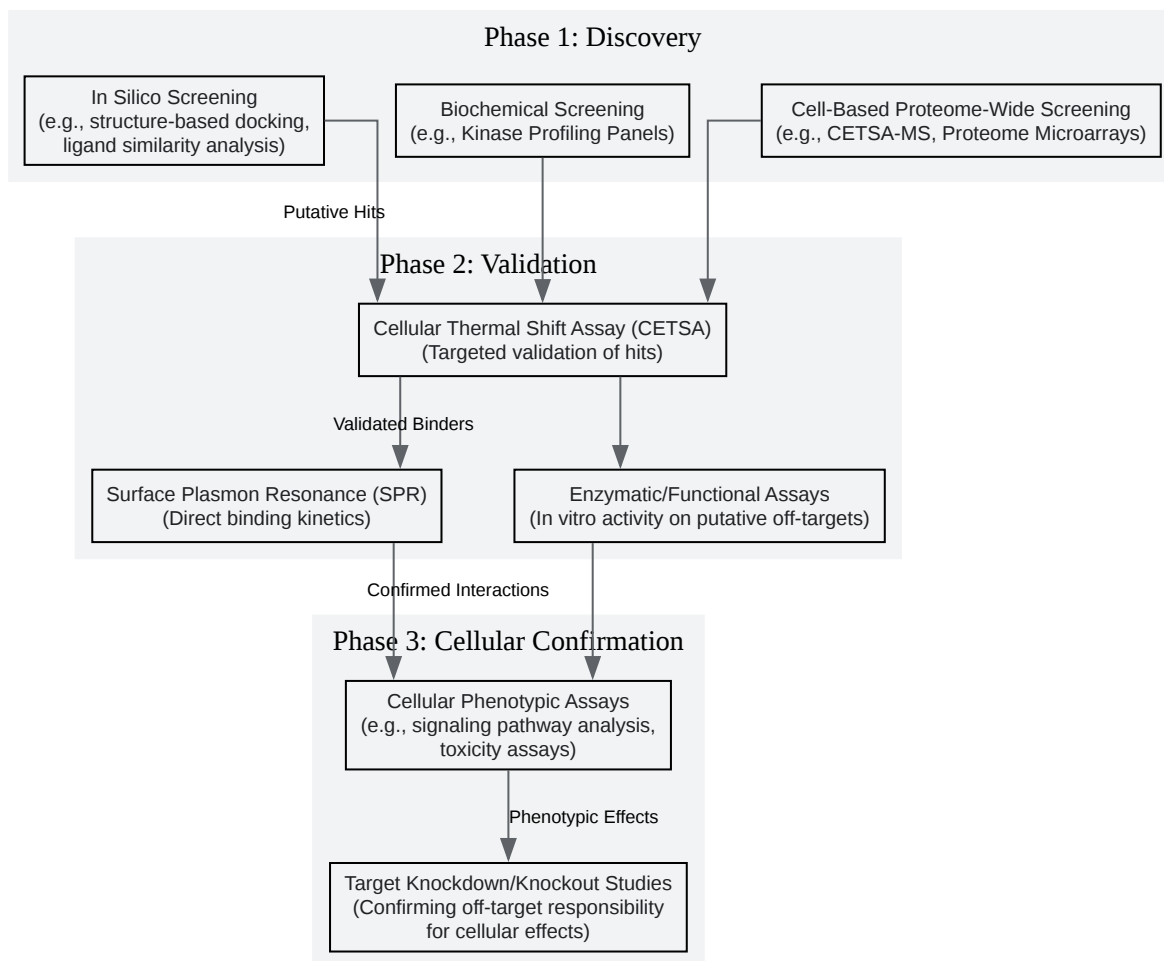 Phase 1: Discovery
In Silico Screening
(e.g., structure-based docking,
ligand similarity analysis)
Biochemical Screening
(e.g., Kinase Profiling Panels)
Cell-Based Proteome-Wide Screening
(e.g., CETSA-MS, Proteome Microarrays)
Putative Hits
Phase 2: Validation
Cellular Thermal Shift Assay (CETSA)
(Targeted validation of hits)
Validated Binders
Surface Plasmon Resonance (SPR)
(Direct binding kinetics)
Enzymatic/Functional Assays
(In vitro activity on putative off-targets)
Confirmed Interactions
Phase 3: Cellular Confirmation
Cellular Phenotypic Assays
(e.g., signaling pathway analysis,
toxicity assays)
Phenotypic Effects
Target Knockdown/Knockout Studies
(Confirming off-target responsibility
for cellular effects)